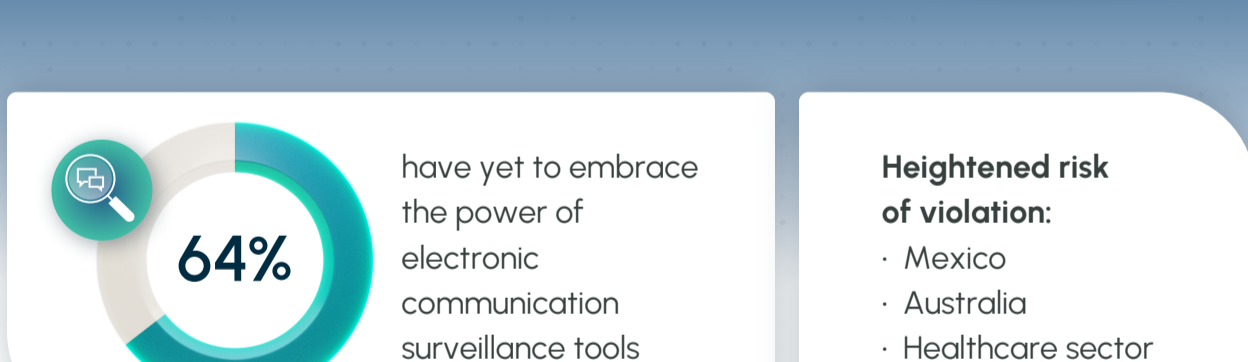 64%
have yet to embrace
the power of
electronic
communication
surveillance tools
Heightened risk
of violation:
· Mexico
· Australia
· Healthcare sector